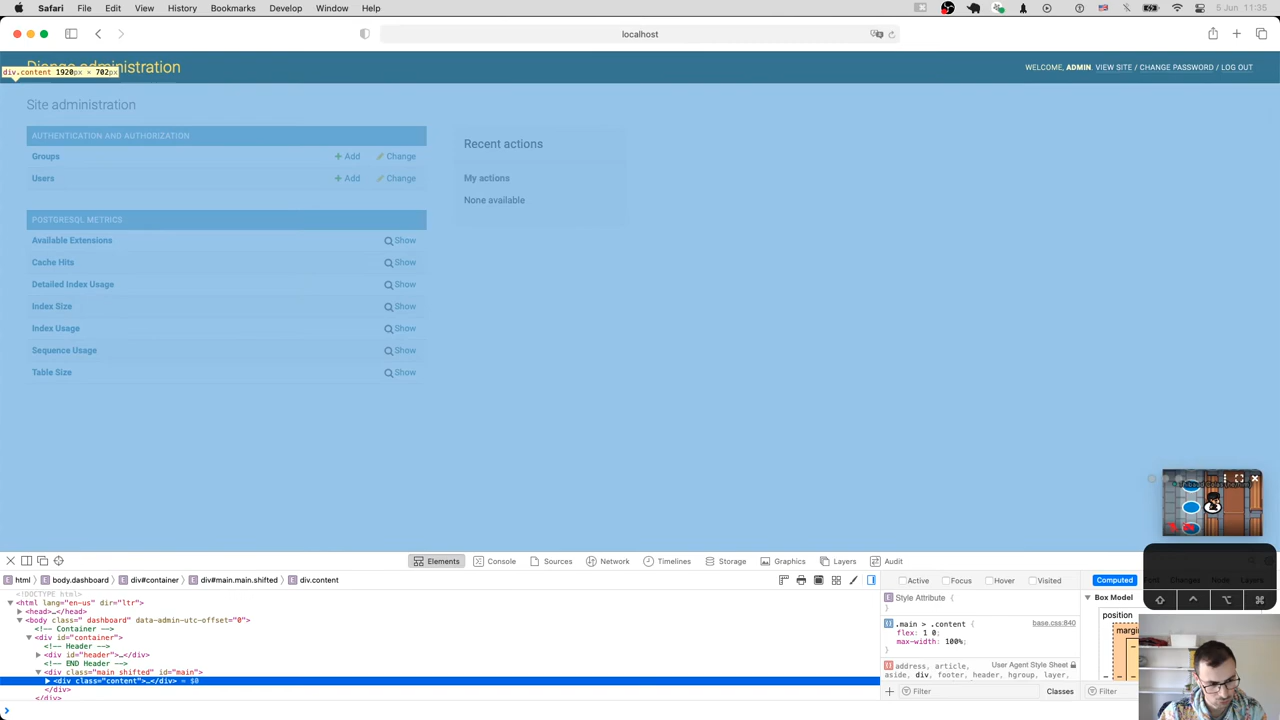 Safari File Edit View History Bookmarks Develop Window Help 5 Jun 11:35
localhost
Django administration
WELCOME, ADMIN. VIEW SITE / CHANGE PASSWORD / LOG OUT
div.content 1920px × 702px
Site administration
AUTHENTICATION AND AUTHORIZATION
Groups Add Change
Users Add Change
Recent actions
My actions
None available
POSTGRESQL METRICS
Available Extensions Show
Cache Hits Show
Detailed Index Usage Show
Index Size Show
Index Usage Show
Sequence Usage Show
Table Size Show
Elements Console Sources Network Timelines Storage Graphics Layers Audit
html body.dashboard div#container div#main.main.shifted div.content
Active Focus Hover Visited
Computed Font Changes Node Layers
<!DOCTYPE html>
<html lang="en-us" dir="ltr">
<head>…</head>
<body class=" dashboard" data-admin-utc-offset="0">
<!-- Container -->
<div id="container">
<!-- Header -->
<div id="header">…</div>
<!-- END Header -->
<div class="main shifted" id="main">
<div class="content">…</div> = $0
</div>
</div>
Style Attribute {
}
.main > .content { base.css:840
flex: 1 0;
max-width: 100%;
}
address, article, User Agent Style Sheet
aside, div, footer, header, hgroup, layer,
Filter Classes
Box Model
position
margin
Filter